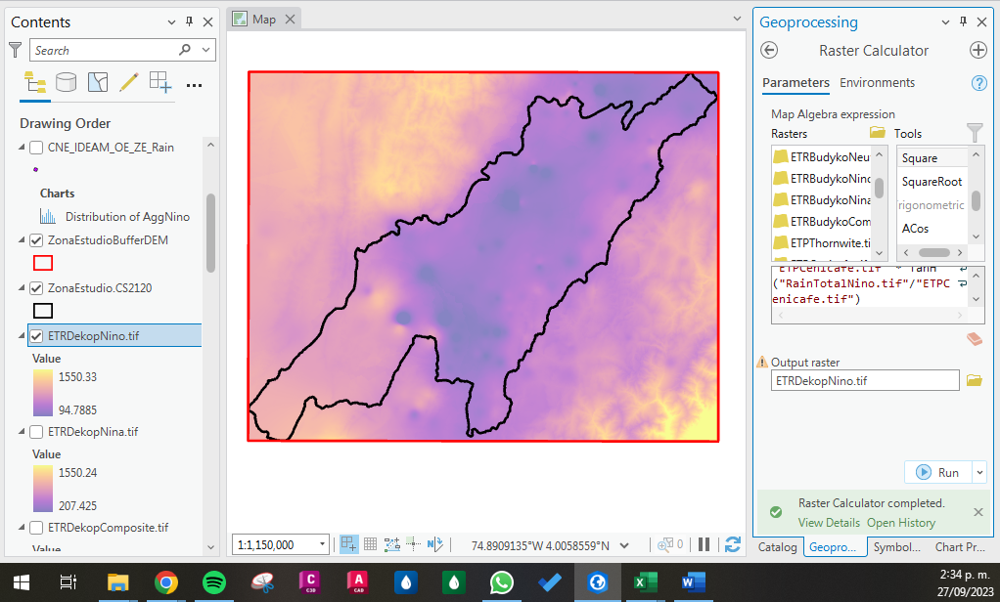 Contents
Search
Drawing Order
CNE_IDEAM_OE_ZE_Rain
Charts
Distribution of AggNino
ZonaEstudioBufferDEM
ZonaEstudio.CS2120
ETRDekopNino.tif
Value
1550.33
94.7885
ETRDekopNina.tif
Value
1550.24
207.425
ETRDekopComposite.tif
Value
Map
1:1,150,000
74.8909135°W 4.0058559°N
0
Geoprocessing
Raster Calculator
Parameters Environments
Map Algebra expression
Rasters
Tools
ETRBudykoNeu
ETRBudykoNino
ETRBudykoNina
ETRBudykoCom
ETPThornwite.ti
Square
SquareRoot
rigonometric
ACos
"ETPCenicafe.tif" * TanH
("RainTotalNino.tif"/"ETPC
enicafe.tif")
Output raster
ETRDekopNino.tif
Run
Raster Calculator completed.
View Details Open History
Catalog Geopro... Symbol... Chart Pr...
C
C3D
A
CAD
X
W
2:34 p. m.
27/09/2023